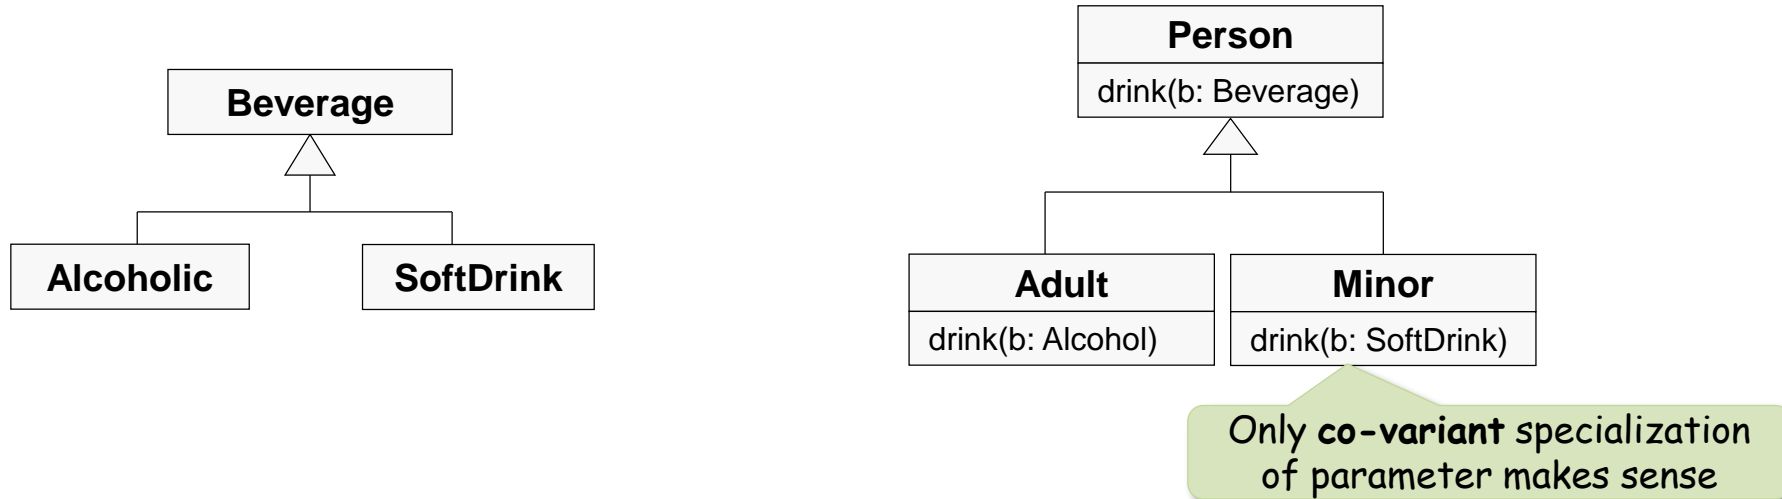 Beverage
Alcoholic
SoftDrink
Person
drink(b: Beverage)
Adult
drink(b: Alcohol)
Minor
drink(b: SoftDrink)
Only co-variant specialization
of parameter makes sense